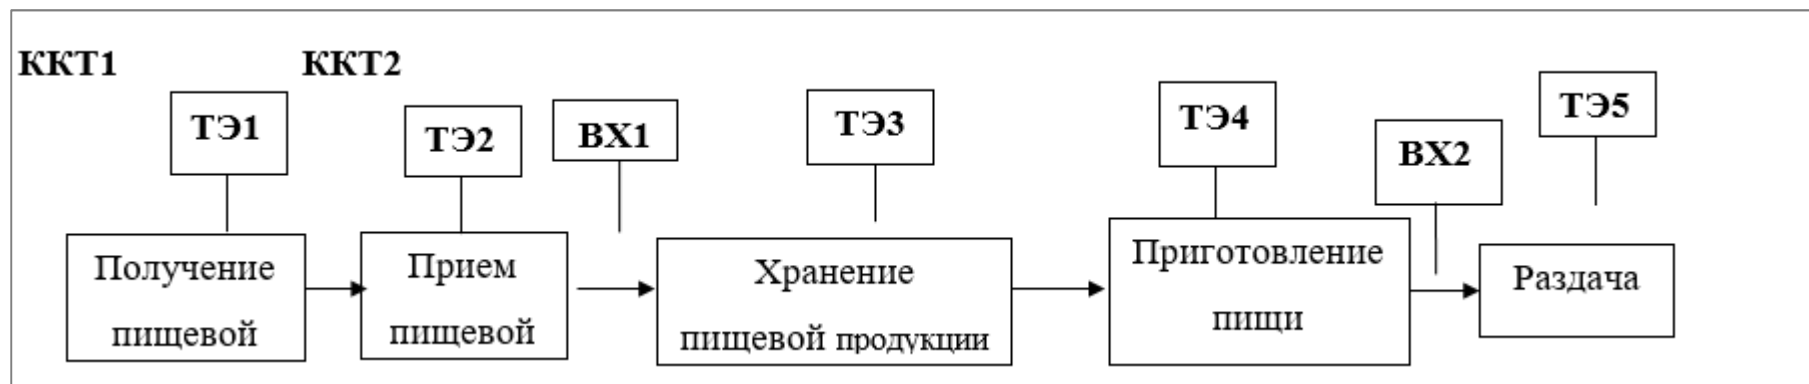 ККТ1
ККТ2
ТЭ1
ТЭ2
ВХ1
ТЭ3
ТЭ4
ВХ2
ТЭ5
Получение
пищевой
Прием
пищевой
Хранение
пищевой продукции
Приготовление
пищи
Раздача